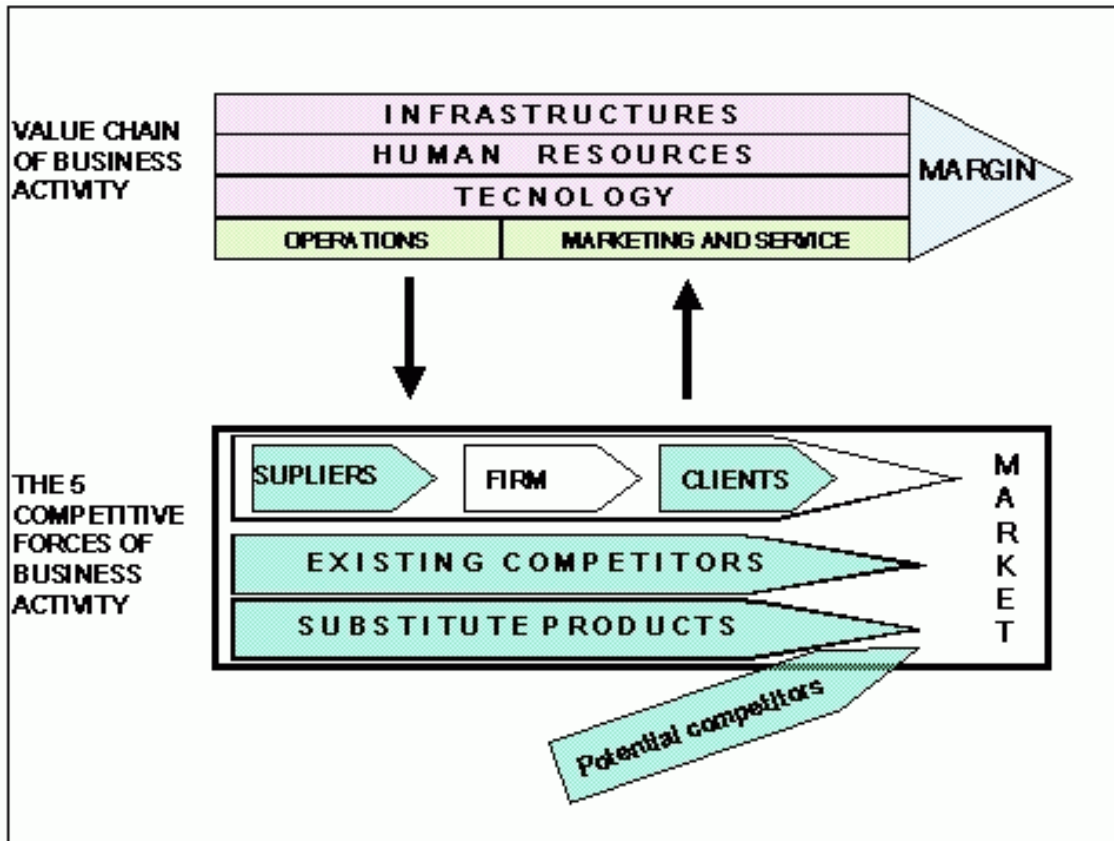 VALUE CHAIN
OF BUSINESS
ACTIVITY
INFRASTRUCTURES
HUMAN RESOURCES
TECNOLOGY
OPERATIONS
MARKETING AND SERVICE
MARGIN
THE 5
COMPETITIVE
FORCES OF
BUSINESS
ACTIVITY
SUPLIERS
FIRM
CLIENTS
EXISTING COMPETITORS
SUBSTITUTE PRODUCTS
Potential competitors
MARKET